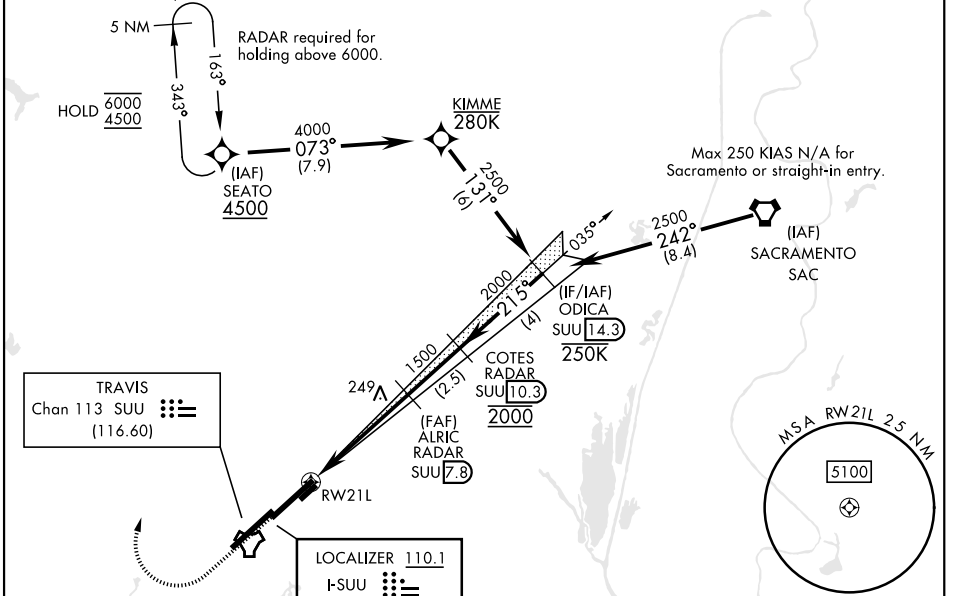 5 NM
RADAR required for
holding above 6000.
163°
343°
HOLD 6000
4500
(IAF)
SEATO
4500
4000
073°
(7.9)
KIMME
280K
2500
131°
(6)
Max 250 KIAS N/A for
Sacramento or straight-in entry.
035°
2500
242°
(8.4)
(IAF)
SACRAMENTO
SAC
2000
215°
(4)
(IF/IAF)
ODICA
SUU 14.3
250K
1500
(2.5)
COTES
RADAR
SUU 10.3
2000
249
(FAF)
ALRIC
RADAR
SUU 7.8
TRAVIS
Chan 113 SUU
(116.60)
RW21L
LOCALIZER 110.1
I-SUU
MSA RW21L 25 NM
5100